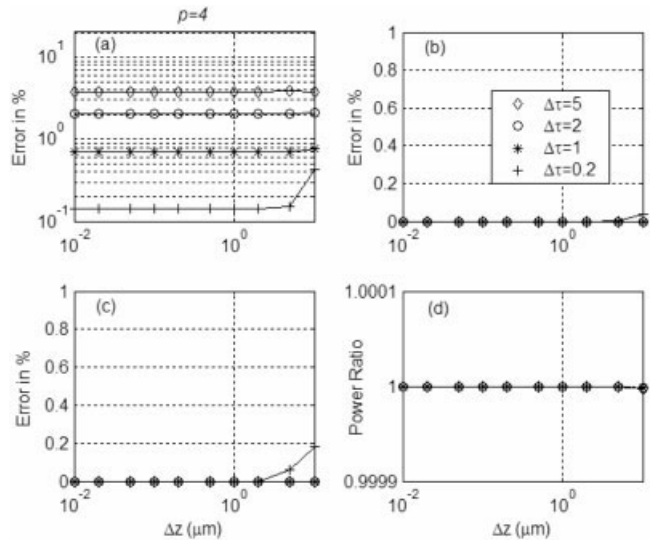 p=4
(a)
10^1
10^0
10^-1
Error in %
10^-2
10^0
(b)
1
0.8
0.6
0.4
0.2
0
Error in %
Δτ=5
Δτ=2
Δτ=1
Δτ=0.2
10^-2
10^0
(c)
1
0.8
0.6
0.4
0.2
0
Error in %
10^-2
10^0
Δz (μm)
(d)
1.0001
1
0.9999
Power Ratio
10^-2
10^0
Δz (μm)